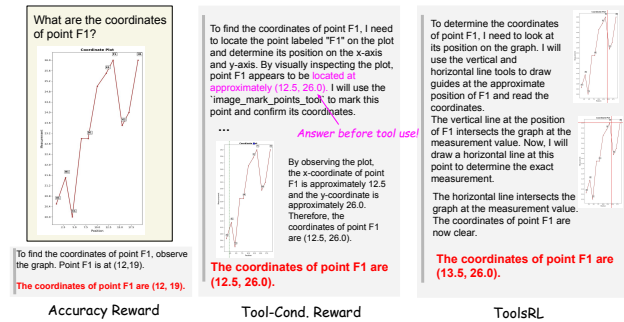 What are the coordinates
of point F1?
Coordinate Plot
Measurement
Position
To find the coordinates of point F1, observe
the graph. Point F1 is at (12,19).
The coordinates of point F1 are (12, 19).
Accuracy Reward
To find the coordinates of point F1, I need
to locate the point labeled "F1" on the plot
and determine its position on the x-axis
and y-axis. By visually inspecting the plot,
point F1 appears to be located at
approximately (12.5, 26.0). I will use the
`image_mark_points_tool` to mark this
point and confirm its coordinates.
Answer before tool use!
...
By observing the plot,
the x-coordinate of point
F1 is approximately 12.5
and the y-coordinate is
approximately 26.0.
Therefore, the
coordinates of point F1
are (12.5, 26.0).
The coordinates of point F1 are
(12.5, 26.0).
Tool-Cond. Reward
To determine the coordinates
of point F1, I need to look at
its position on the graph. I will
use the vertical and
horizontal line tools to draw
guides at the approximate
position of F1 and read the
coordinates.
The vertical line at the position
of F1 intersects the graph at the
measurement value. Now, I will
draw a horizontal line at this
point to determine the exact
measurement.
The horizontal line intersects the
graph at the measurement value.
The coordinates of point F1 are
now clear.
The coordinates of point F1 are
(13.5, 26.0).
ToolsRL